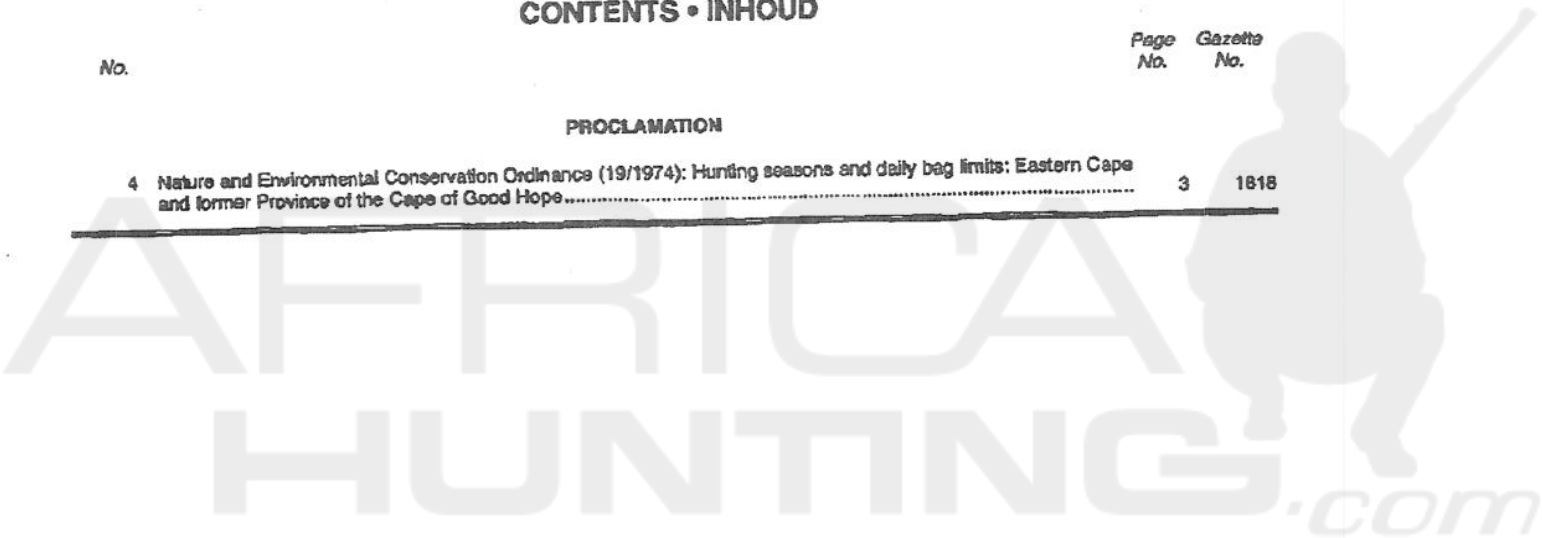 CONTENTS • INHOUD
Page Gazette
No. No. No.
PROCLAMATION
4 Nature and Environmental Conservation Ordinance (19/1974): Hunting seasons and daily bag limits: Eastern Cape
and former Province of the Cape of Good Hope.......... 3 1818
AFRICA
HUNTING
.com